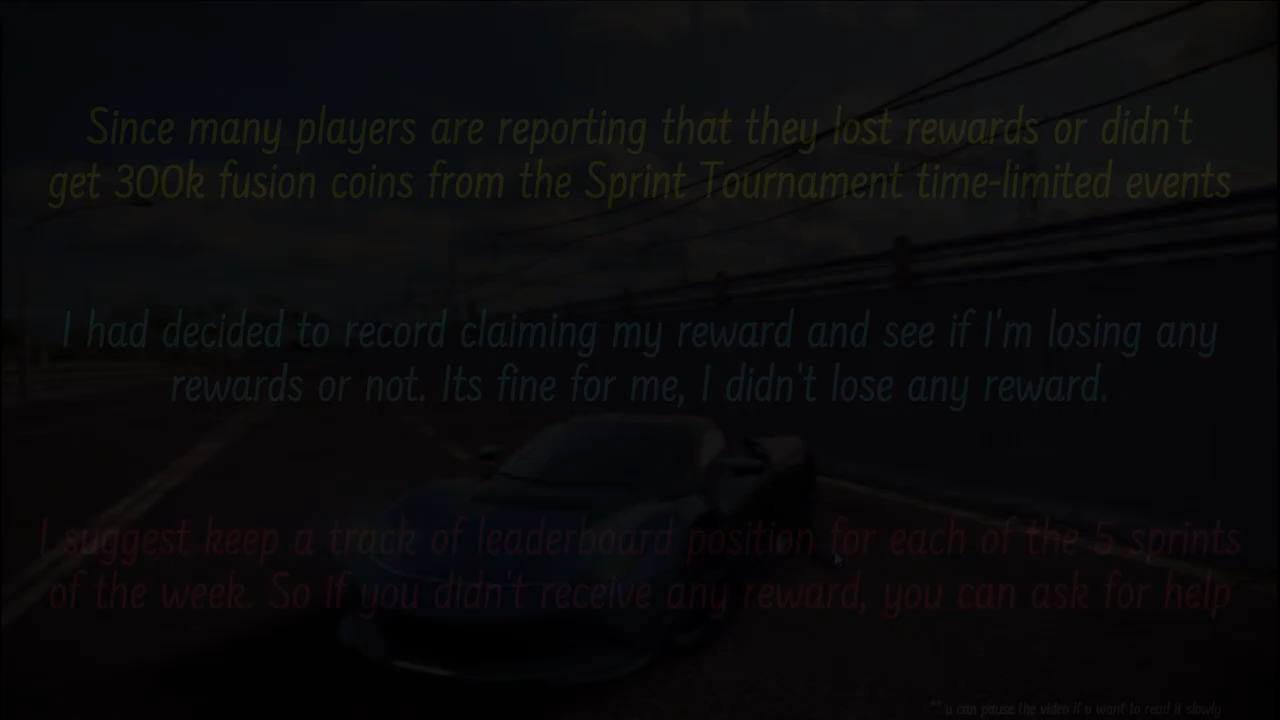 Since many players are reporting that they lost rewards or didn't
get 300k fusion coins from the Sprint Tournament time-limited events
I had decided to record claiming my reward and see if I'm losing any
rewards or not. Its fine for me, I didn't lose any reward.
I suggest keep a track of leaderboard position for each of the 5 sprints
of the week. So if you didn't receive any reward, you can ask for help
** u can pause the video if u want to read it slowly